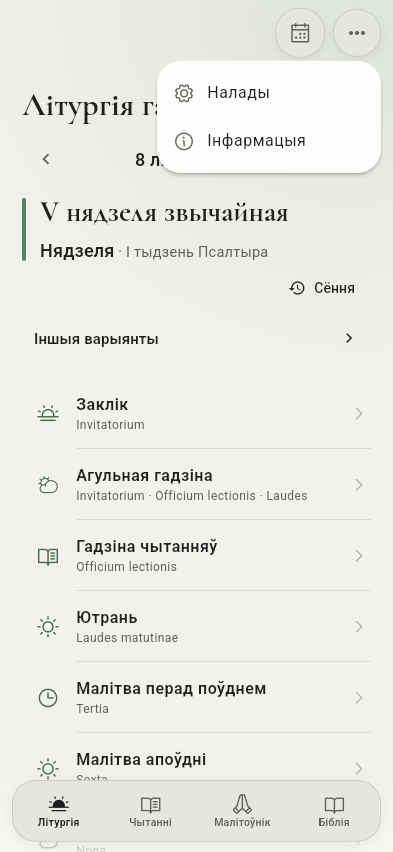 Налады
Інфармацыя
Літургія
8
V нядзеля звычайная
Нядзеля · І тыдзень Псалтыра
Сёння
Іншыя варыянты
Заклік
Invitatorium
Агульная гадзіна
Invitatorium · Officium lectionis · Laudes
Гадзіна чытанняў
Officium lectionis
Ютрань
Laudes matutinae
Малітва перад поўднем
Tertia
Малітва апоўдні
Sexta
Літургія
Чытанні
Малітоўнік
Біблія
Nona